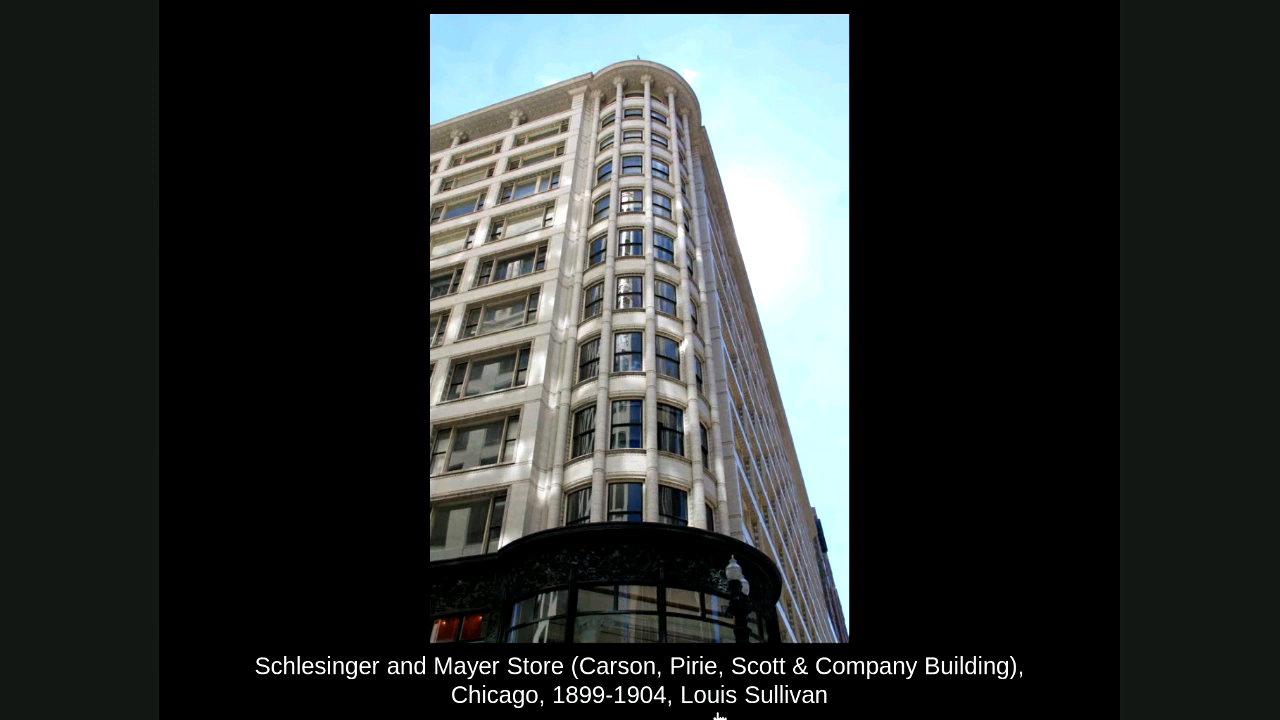 Schlesinger and Mayer Store (Carson, Pirie, Scott & Company Building),
Chicago, 1899-1904, Louis Sullivan